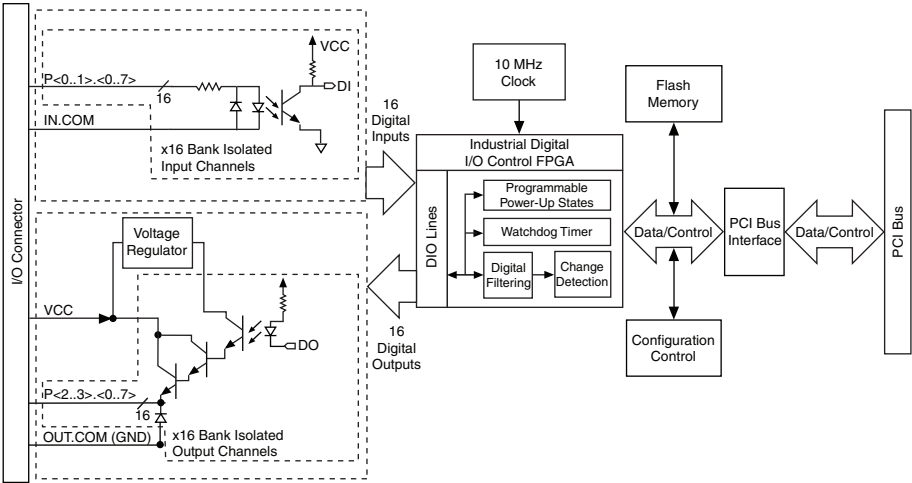 I/O Connector
P<0..1>.<0..7>
16
VCC
DI
IN.COM
x16 Bank Isolated
Input Channels
16
Digital
Inputs
Voltage
Regulator
VCC
DO
P<2..3>.<0..7>
16
OUT.COM (GND)
x16 Bank Isolated
Output Channels
16
Digital
Outputs
10 MHz
Clock
Industrial Digital
I/O Control FPGA
DIO Lines
Programmable
Power-Up States
Watchdog Timer
Digital
Filtering
Change
Detection
Flash
Memory
Data/Control
Configuration
Control
PCI Bus
Interface
Data/Control
PCI Bus